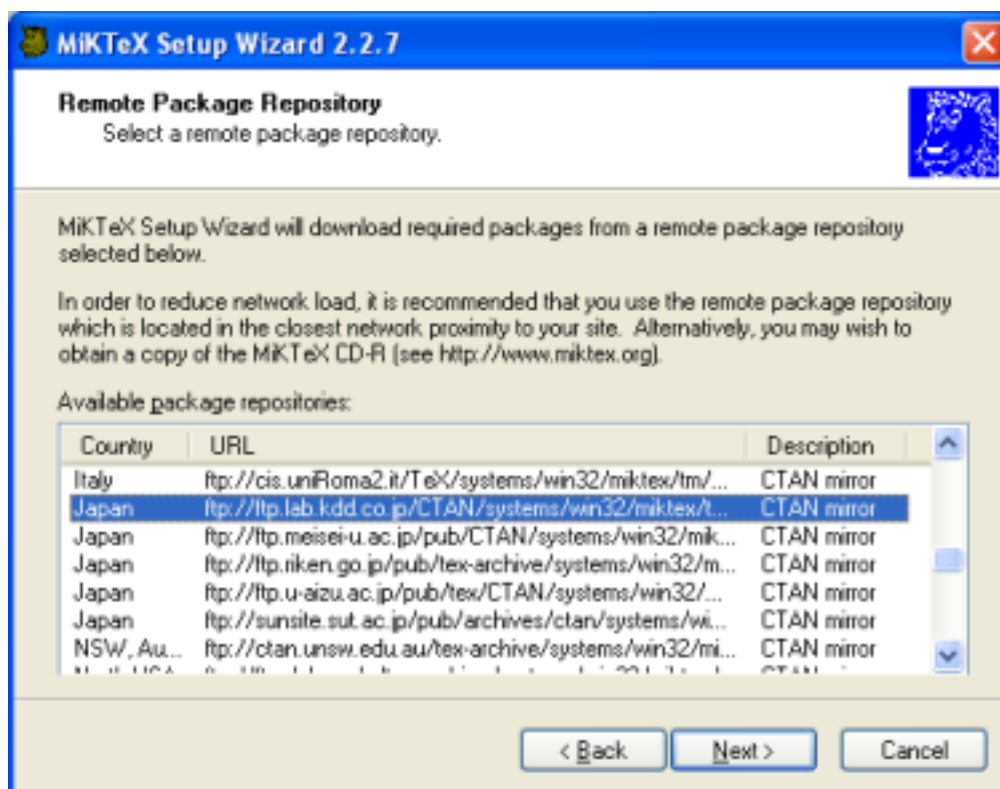 MiKTeX Setup Wizard 2.2.7
Remote Package Repository
Select a remote package repository.
MiKTeX Setup Wizard will download required packages from a remote package repository
selected below.
In order to reduce network load, it is recommended that you use the remote package repository
which is located in the closest network proximity to your site. Alternatively, you may wish to
obtain a copy of the MiKTeX CD-R (see http://www.miktex.org).
Available package repositories:
Country URL Description
Italy ftp://cis.uniRoma2.it/TeX/systems/win32/miktex/tm/... CTAN mirror
Japan ftp://ftp.lab.kdd.co.jp/CTAN/systems/win32/miktex/t... CTAN mirror
Japan ftp://ftp.meisei-u.ac.jp/pub/CTAN/systems/win32/mik... CTAN mirror
Japan ftp://ftp.riken.go.jp/pub/tex-archive/systems/win32/m... CTAN mirror
Japan ftp://ftp.u-aizu.ac.jp/pub/tex/CTAN/systems/win32/... CTAN mirror
Japan ftp://sunsite.sut.ac.jp/pub/archives/ctan/systems/wi... CTAN mirror
NSW, Au... ftp://ctan.unsw.edu.au/tex-archive/systems/win32/mi... CTAN mirror
< Back Next > Cancel